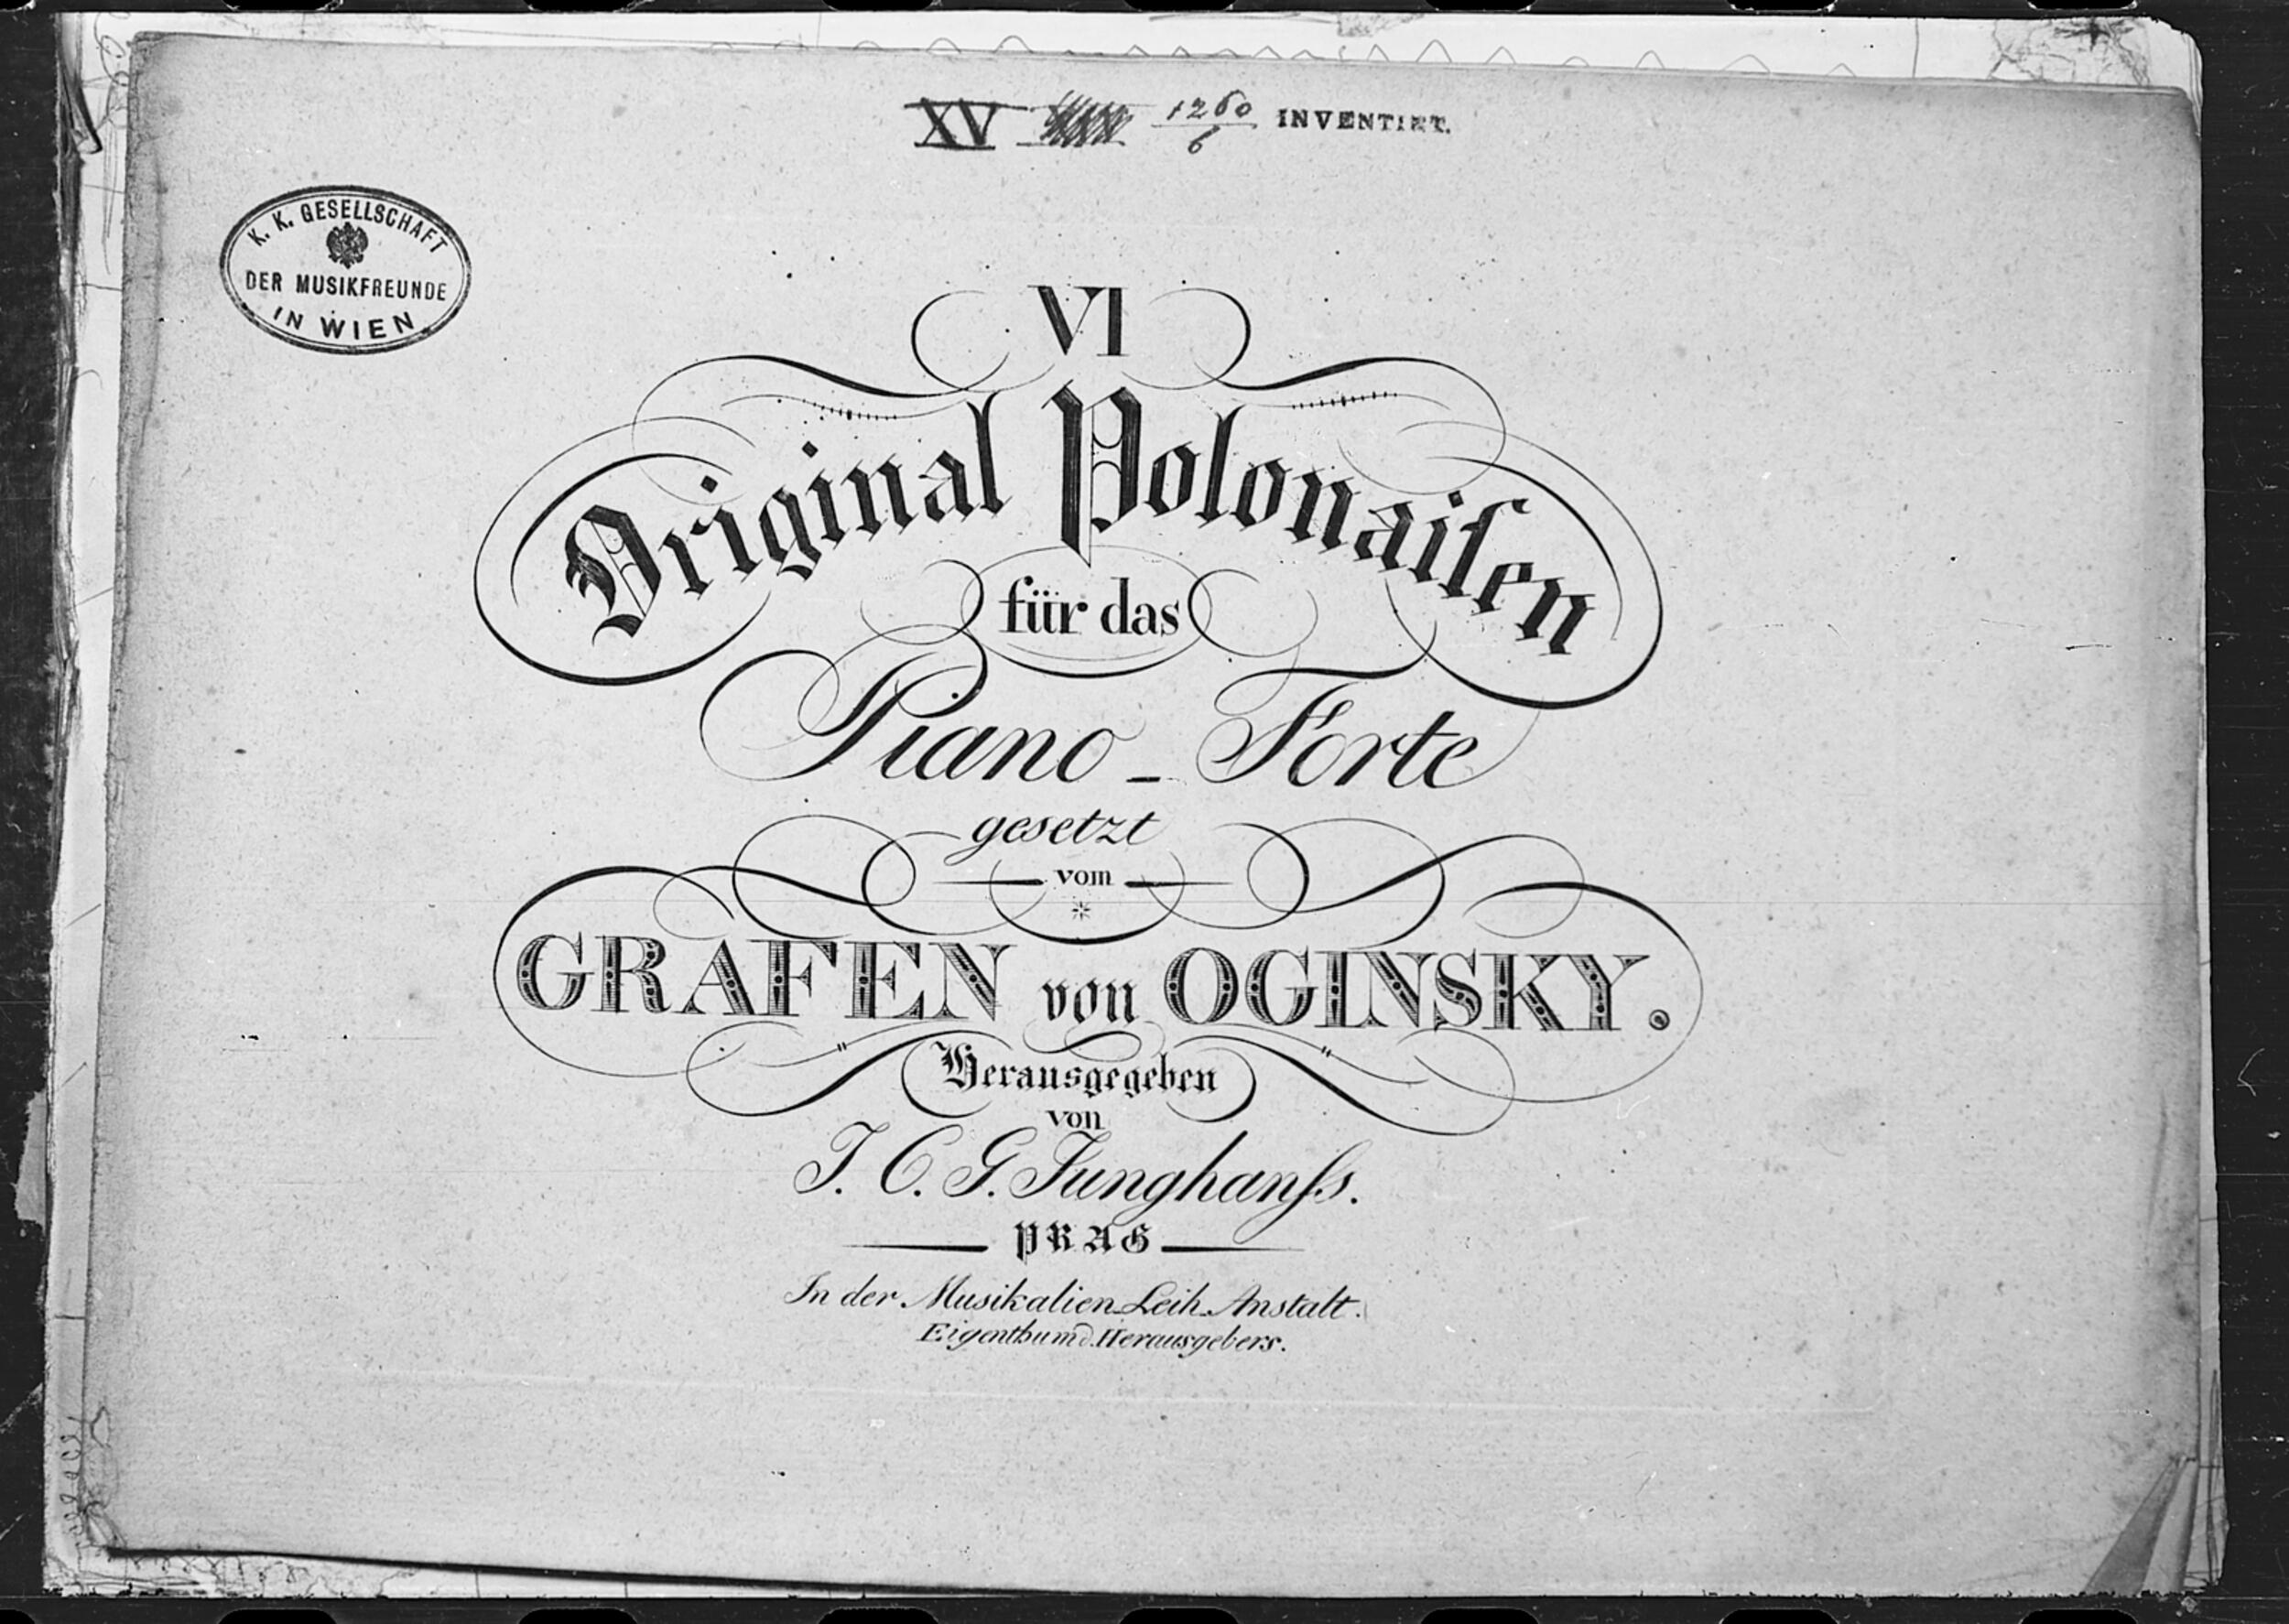 XV 1260/6 INVENTIRT.
K. K. GESELLSCHAFT
DER MUSIKFREUNDE
IN WIEN
VI
Original Polonaiſen
für das
Piano-Forte
gesetzt
vom
GRAFEN von OGINSKY.
Herausgegeben
von
J. C. G. Junghanſs.
PRAG
In der Musikalien-Leih-Anstalt.
Eigenthum d. Herausgebers.